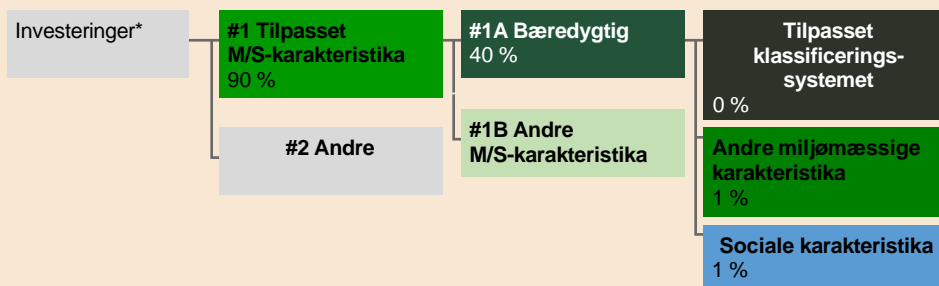 Investeringer*
#1 Tilpasset
M/S-karakteristika
90 %
#2 Andre
#1A Bæredygtig
40 %
#1B Andre
M/S-karakteristika
Tilpasset
klassificerings-
systemet
0 %
Andre miljømæssige
karakteristika
1 %
Sociale karakteristika
1 %